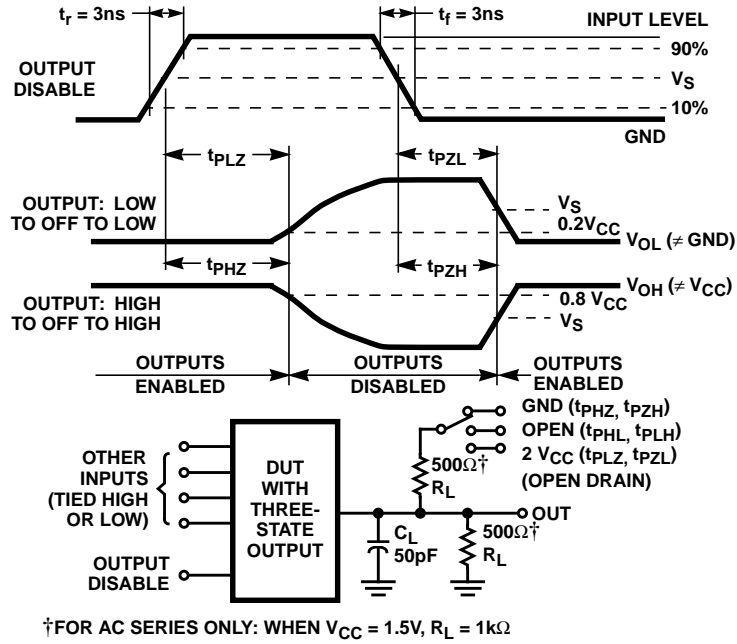 tr = 3ns
tf = 3ns
INPUT LEVEL
90%
VS
10%
GND
OUTPUT
DISABLE
tPLZ
tPZL
OUTPUT: LOW
TO OFF TO LOW
VS
0.2VCC
VOL (≠ GND)
tPHZ
tPZH
OUTPUT: HIGH
TO OFF TO HIGH
VOH (≠ VCC)
0.8 VCC
VS
OUTPUTS
ENABLED
OUTPUTS
DISABLED
OUTPUTS
ENABLED
OTHER
INPUTS
(TIED HIGH
OR LOW)
OUTPUT
DISABLE
DUT
WITH
THREE-
STATE
OUTPUT
GND (tPHZ, tPZH)
OPEN (tPHL, tPLH)
2 VCC (tPLZ, tPZL)
(OPEN DRAIN)
500Ω†
RL
OUT
CL
50pF
500Ω†
RL
†FOR AC SERIES ONLY: WHEN VCC = 1.5V, RL = 1kΩ